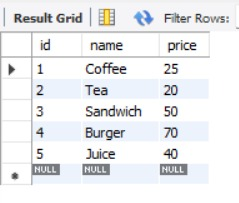 Result Grid Filter Rows:
id name price
1 Coffee 25
2 Tea 20
3 Sandwich 50
4 Burger 70
5 Juice 40
NULL NULL NULL